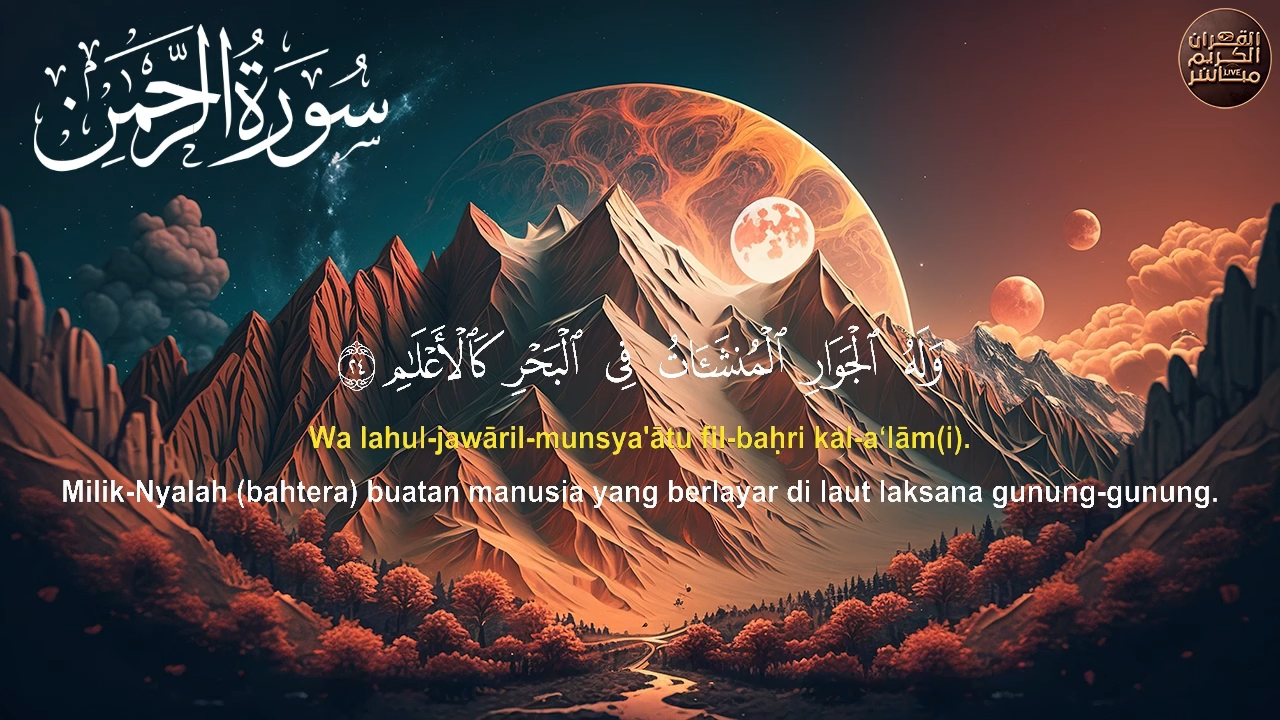 سُورَةُ الرَّحْمَٰنِ
القرآن
الكريم
LIVE
مباشر
وَلَهُ ٱلْجَوَارِ ٱلْمُنشَـَٔاتُ فِى ٱلْبَحْرِ كَٱلْأَعْلَـٰمِ ٢٤
Wa lahul-jawāril-munsya'ātu fil-baḥri kal-a‘lām(i).
Milik-Nyalah (bahtera) buatan manusia yang berlayar di laut laksana gunung-gunung.